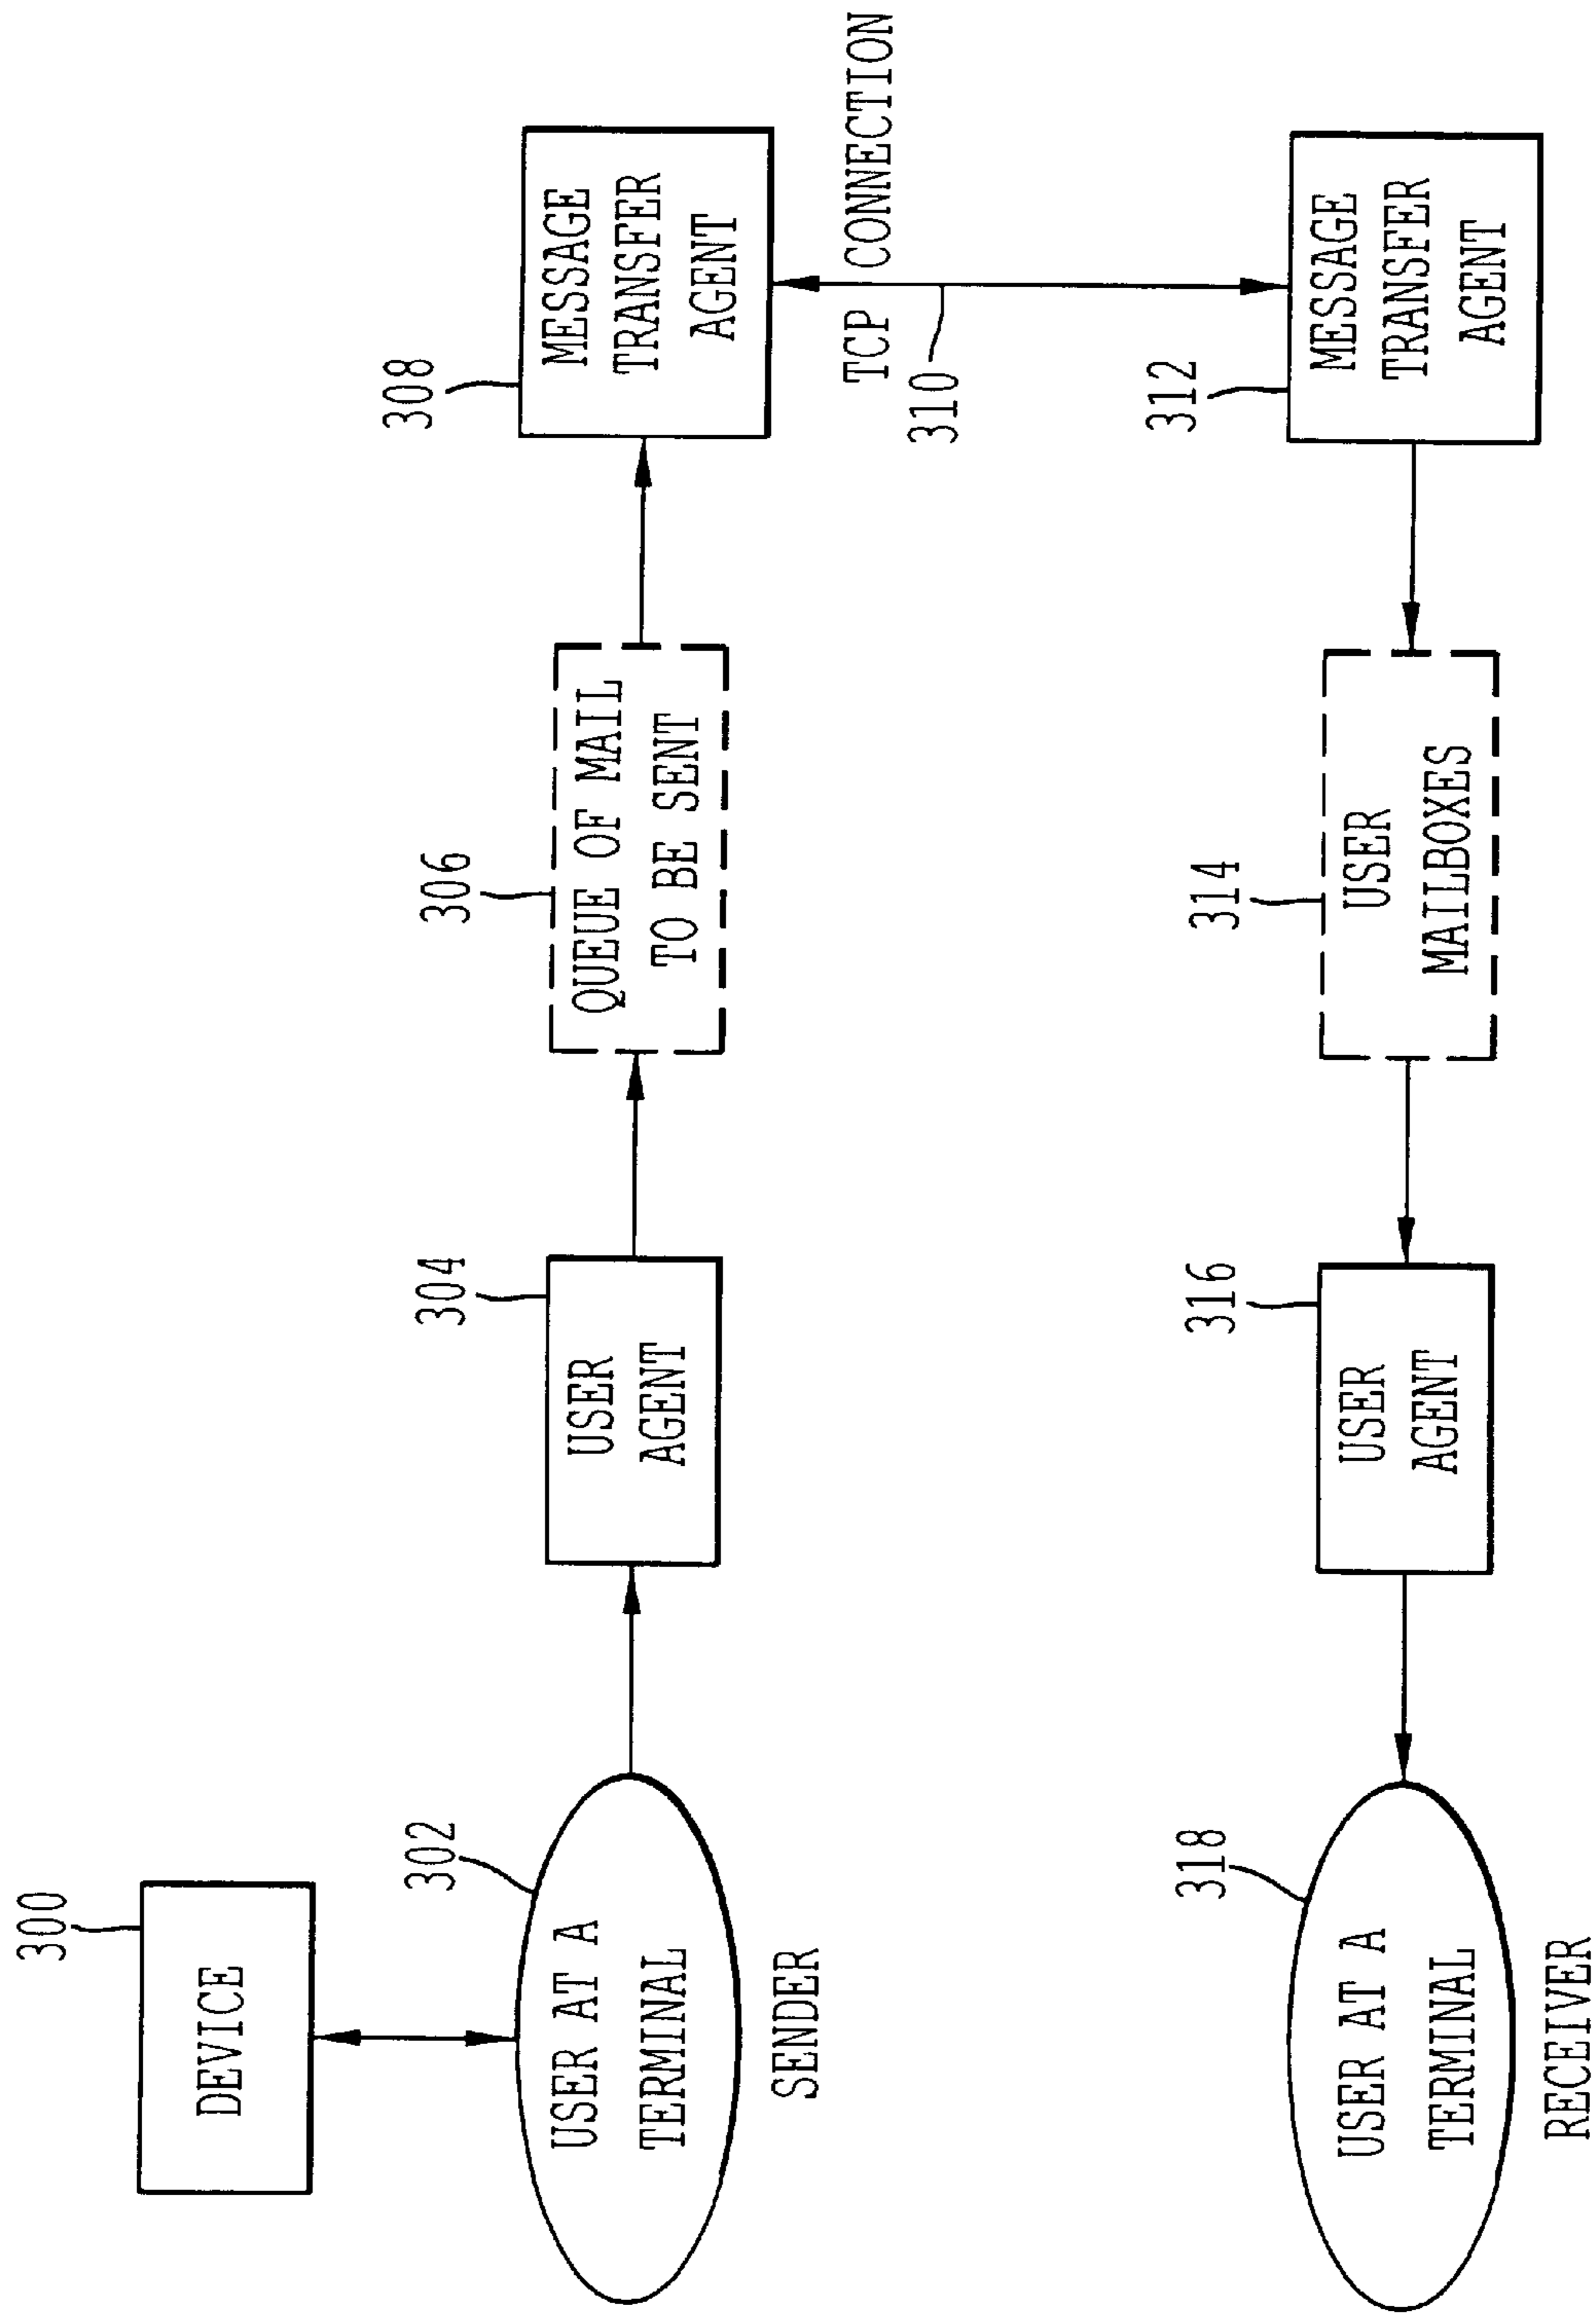 300
DEVICE
302
USER AT A
TERMINAL
SENDER
304
USER
AGENT
306
QUEUE OF MAIL
TO BE SENT
308
MESSAGE
TRANSFER
AGENT
TCP CONNECTION
310
312
MESSAGE
TRANSFER
AGENT
314
USER
MAILBOXES
316
USER
AGENT
318
USER AT A
TERMINAL
RECEIVER